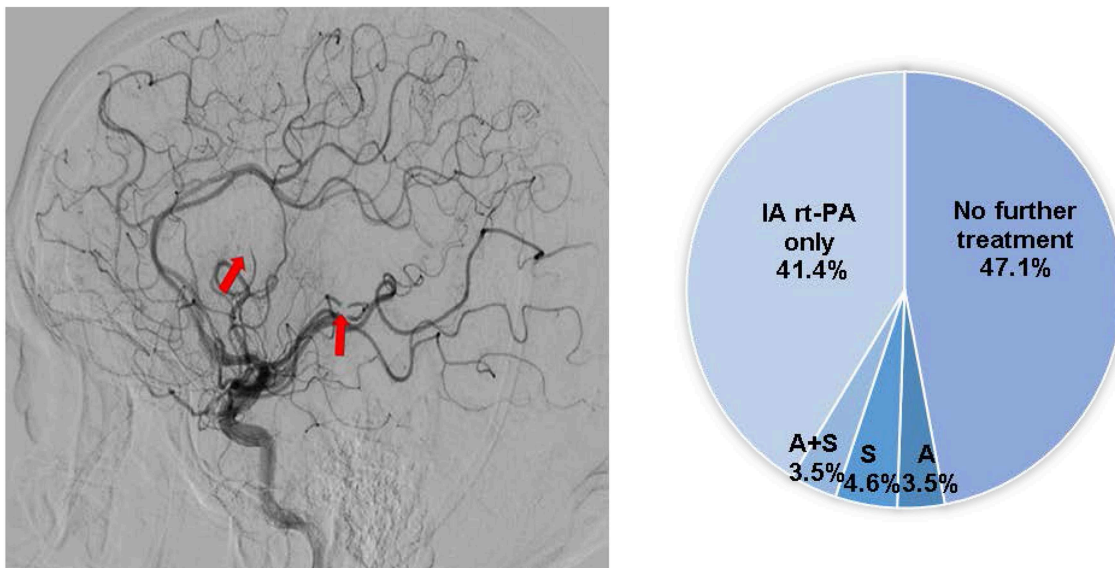 IA rt-PA
only
41.4%
No further
treatment
47.1%
A+S
3.5%
S
4.6%
A
3.5%